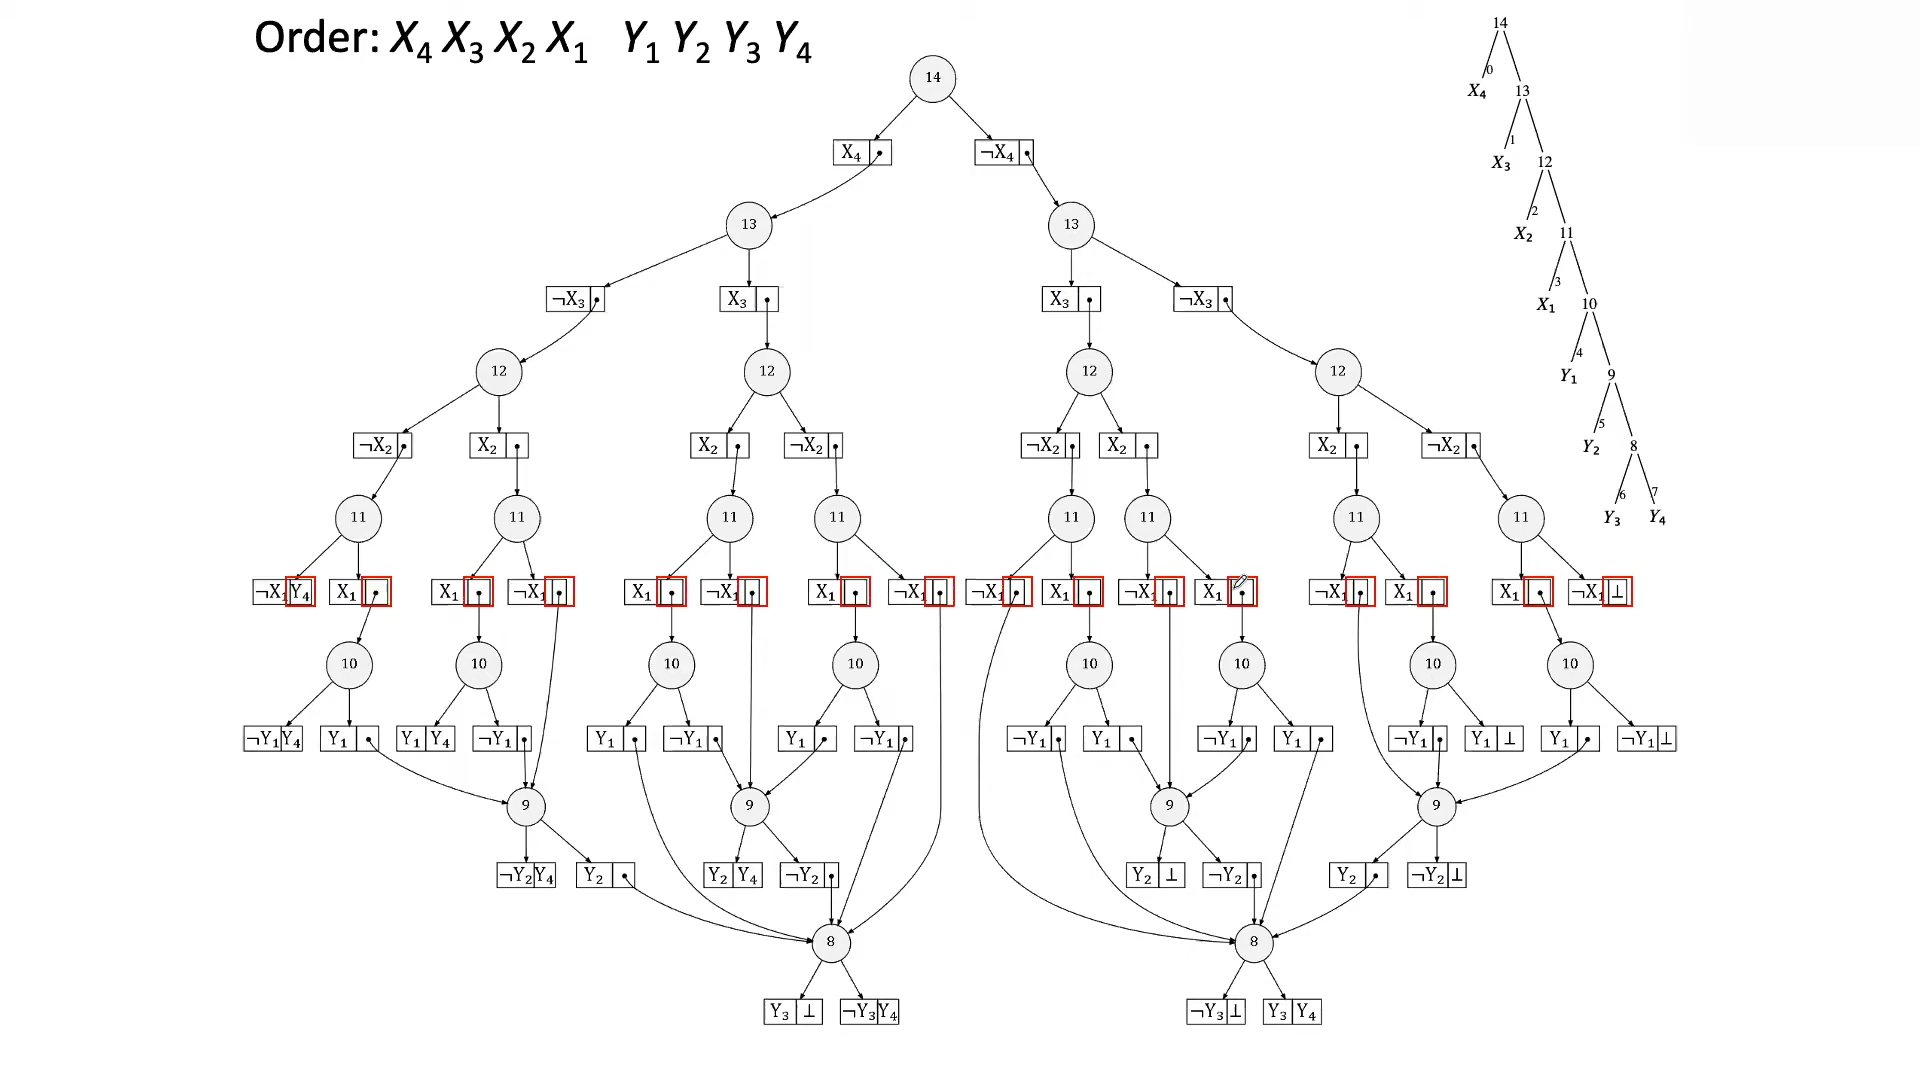 Order: X4 X3 X2 X1 Y1 Y2 Y3 Y4
14
14
0
X4 ¬X4
X4 13
1
X3 12
13 13
2
X2 11
¬X3 X3 X3 ¬X3
3
X1 10
12 12 12 12
4
Y1 9
5
¬X2 X2 X2 ¬X2 ¬X2 X2 X2 ¬X2
Y2 8
6 7
11 11 11 11 11 11 11 11
Y3 Y4
¬X1 Y4 X1 X1 ¬X1 X1 ¬X1 X1 ¬X1 ¬X1 X1 ¬X1 X1 ¬X1 X1 X1 ¬X1 ⊥
10 10 10 10 10 10 10 10
¬Y1 Y4 Y1 Y1 Y4 ¬Y1 Y1 ¬Y1 Y1 ¬Y1 ¬Y1 Y1 ¬Y1 Y1 ¬Y1 Y1 ⊥ Y1 ¬Y1 ⊥
9 9 9 9
¬Y2 Y4 Y2 Y2 Y4 ¬Y2 Y2 ⊥ ¬Y2 Y2 ¬Y2 ⊥
8 8
Y3 ⊥ ¬Y3 Y4 ¬Y3 ⊥ Y3 Y4